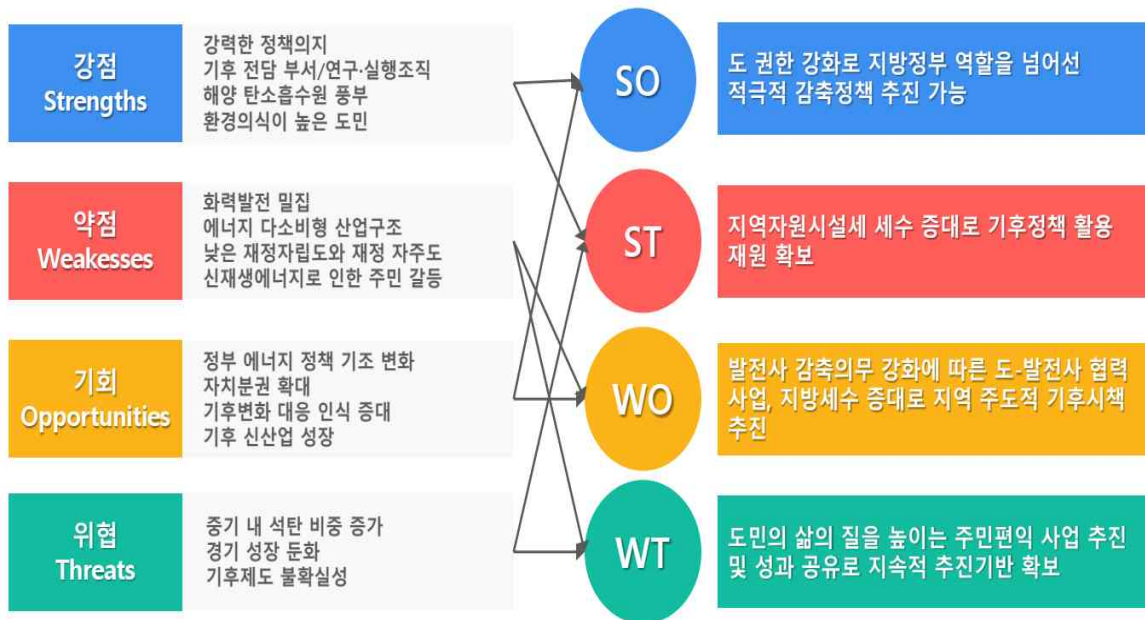 강점
Strengths
강력한 정책의지
기후 전담 부서/연구·실행조직
해양 탄소흡수원 풍부
환경의식이 높은 도민
SO
도 권한 강화로 지방정부 역할을 넘어선
적극적 감축정책 추진 가능
약점
Weakesses
화력발전 밀집
에너지 다소비형 산업구조
낮은 재정자립도와 재정 자주도
신재생에너지로 인한 주민 갈등
ST
지역자원시설세 세수 증대로 기후정책 활용
재원 확보
기회
Opportunities
정부 에너지 정책 기조 변화
자치분권 확대
기후변화 대응 인식 증대
기후 신산업 성장
WO
발전사 감축의무 강화에 따른 도-발전사 협력
사업, 지방세수 증대로 지역 주도적 기후시책
추진
위협
Threats
중기 내 석탄 비중 증가
경기 성장 둔화
기후제도 불확실성
WT
도민의 삶의 질을 높이는 주민편익 사업 추진
및 성과 공유로 지속적 추진기반 확보